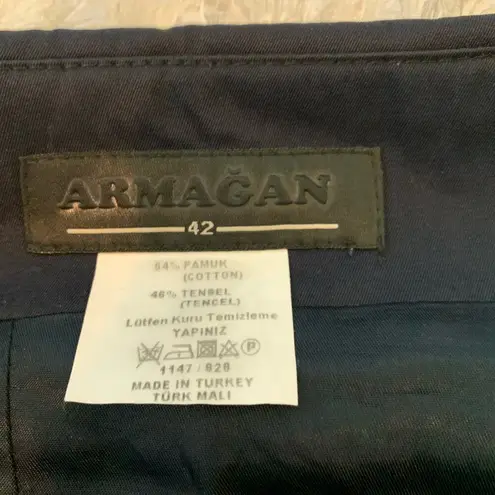 ARMAĞAN
42
54% PAMUK
(COTTON)
46% TENSEL
(TENCEL)
Lütfen Kuru Temizleme
YAPINIZ
P
1147 / 828
MADE IN TURKEY
TÜRK MALI